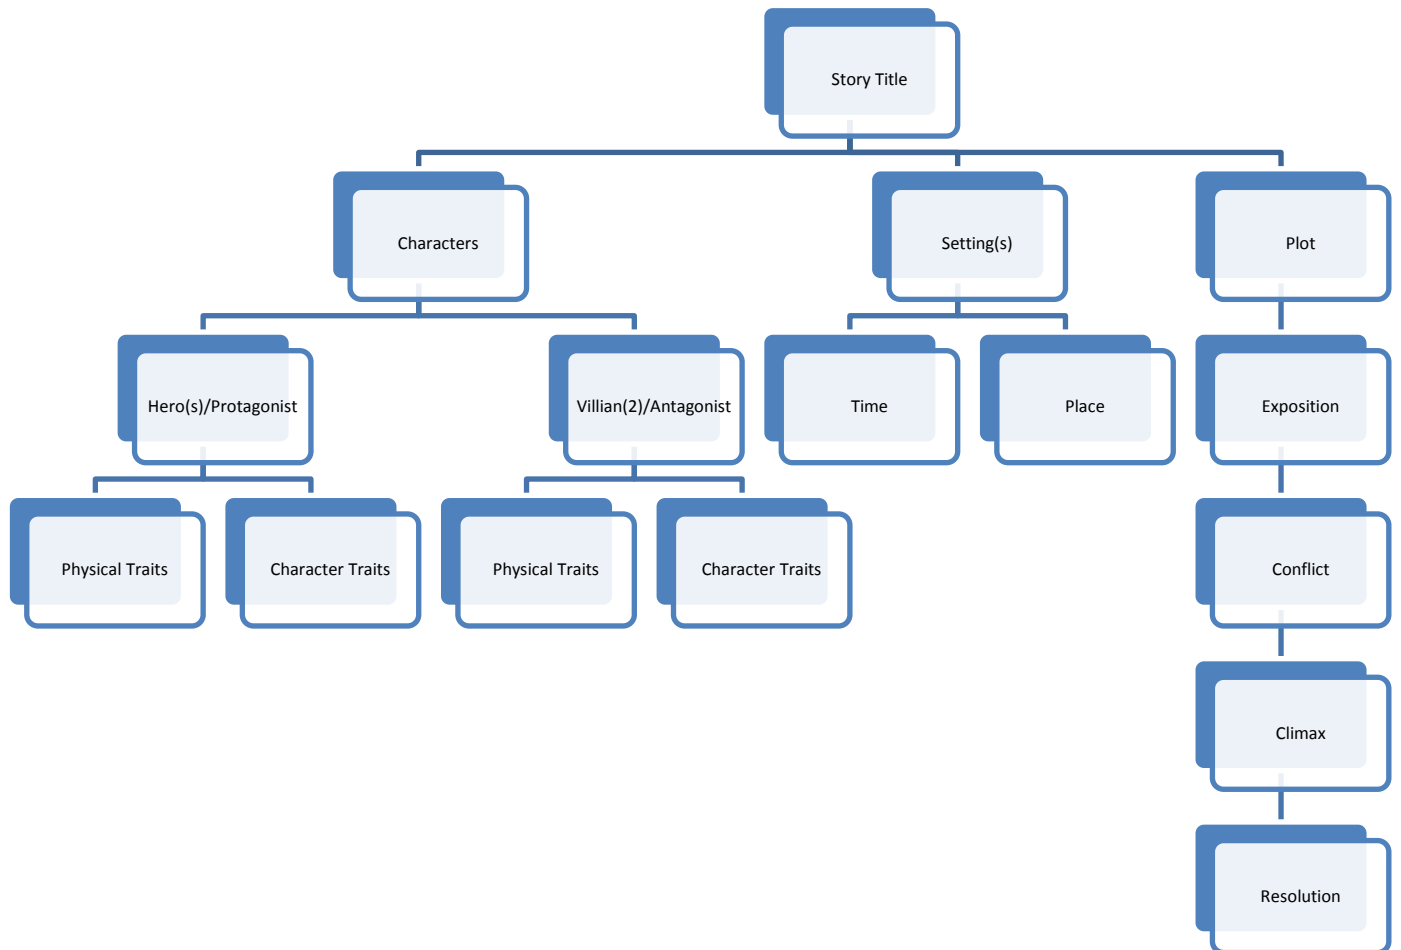 Story Title
Characters
Setting(s)
Plot
Hero(s)/Protagonist
Villian(2)/Antagonist
Time
Place
Exposition
Physical Traits
Character Traits
Physical Traits
Character Traits
Conflict
Climax
Resolution